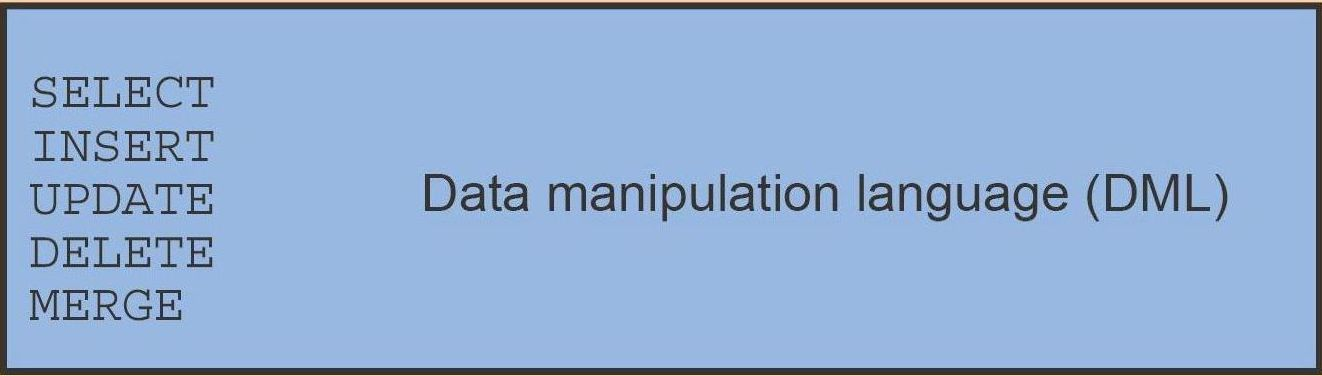 SELECT
INSERT
UPDATE
DELETE
MERGE
Data manipulation language (DML)